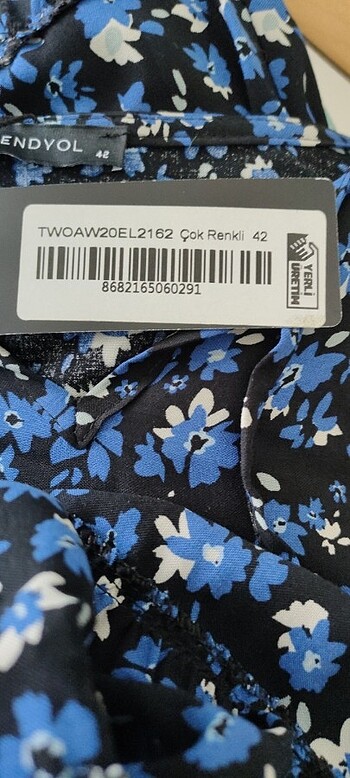 ENDYOL
42
TWOAW20EL2162 Çok Renkli 42
8682165060291
YERLİ
ÜRETİM